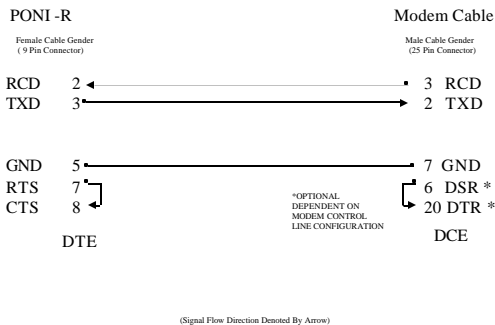 PONI -R Modem Cable
Female Cable Gender Male Cable Gender
( 9 Pin Connector) (25 Pin Connector)
RCD 2 3 RCD
TXD 3 2 TXD
GND 5 7 GND
RTS 7 6 DSR *
CTS 8 20 DTR *
*OPTIONAL
DEPENDENT ON
MODEM CONTROL
LINE CONFIGURATION
DTE DCE
(Signal Flow Direction Denoted By Arrow)